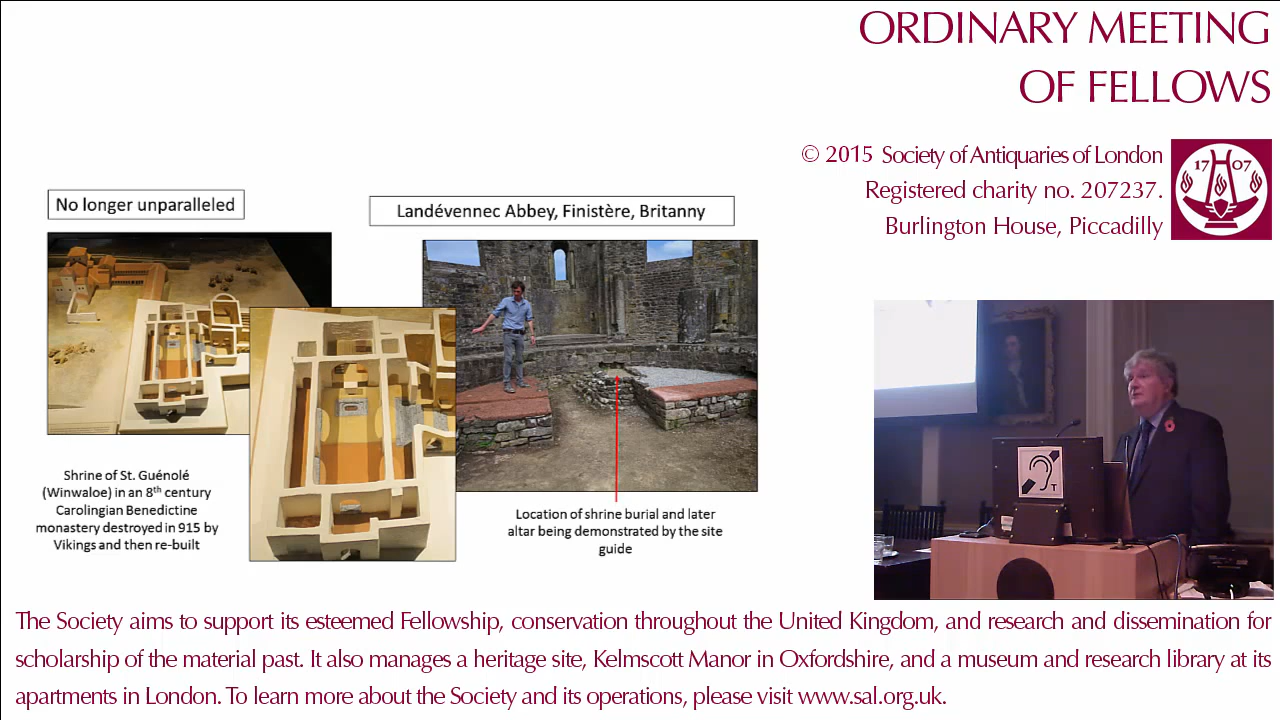 ORDINARY MEETING
OF FELLOWS
© 2015 Society of Antiquaries of London
Registered charity no. 207237.
Burlington House, Piccadilly
17 07
No longer unparalleled
Landévennec Abbey, Finistère, Britanny
Shrine of St. Guénolé
(Winwaloe) in an 8th century
Carolingian Benedictine
monastery destroyed in 915 by
Vikings and then re-built
Location of shrine burial and later
altar being demonstrated by the site
guide
T
The Society aims to support its esteemed Fellowship, conservation throughout the United Kingdom, and research and dissemination for
scholarship of the material past. It also manages a heritage site, Kelmscott Manor in Oxfordshire, and a museum and research library at its
apartments in London. To learn more about the Society and its operations, please visit www.sal.org.uk.